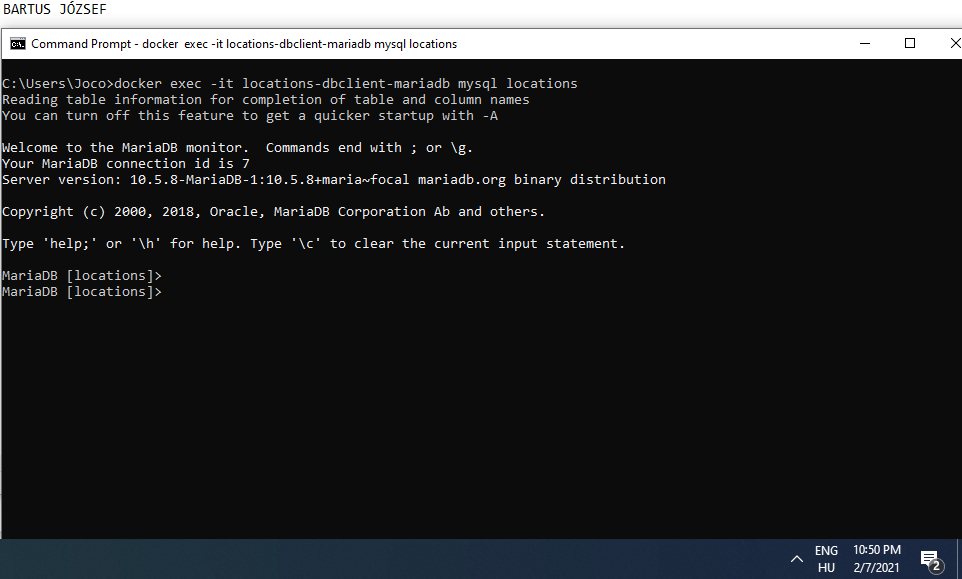 BARTUS JÓZSEF
Command Prompt - docker exec -it locations-dbclient-mariadb mysql locations
C:\Users\Joco>docker exec -it locations-dbclient-mariadb mysql locations
Reading table information for completion of table and column names
You can turn off this feature to get a quicker startup with -A
Welcome to the MariaDB monitor.  Commands end with ; or \g.
Your MariaDB connection id is 7
Server version: 10.5.8-MariaDB-1:10.5.8+maria~focal mariadb.org binary distribution
Copyright (c) 2000, 2018, Oracle, MariaDB Corporation Ab and others.
Type 'help;' or '\h' for help. Type '\c' to clear the current input statement.
MariaDB [locations]>
MariaDB [locations]>
ENG 10:50 PM
HU 2/7/2021 2